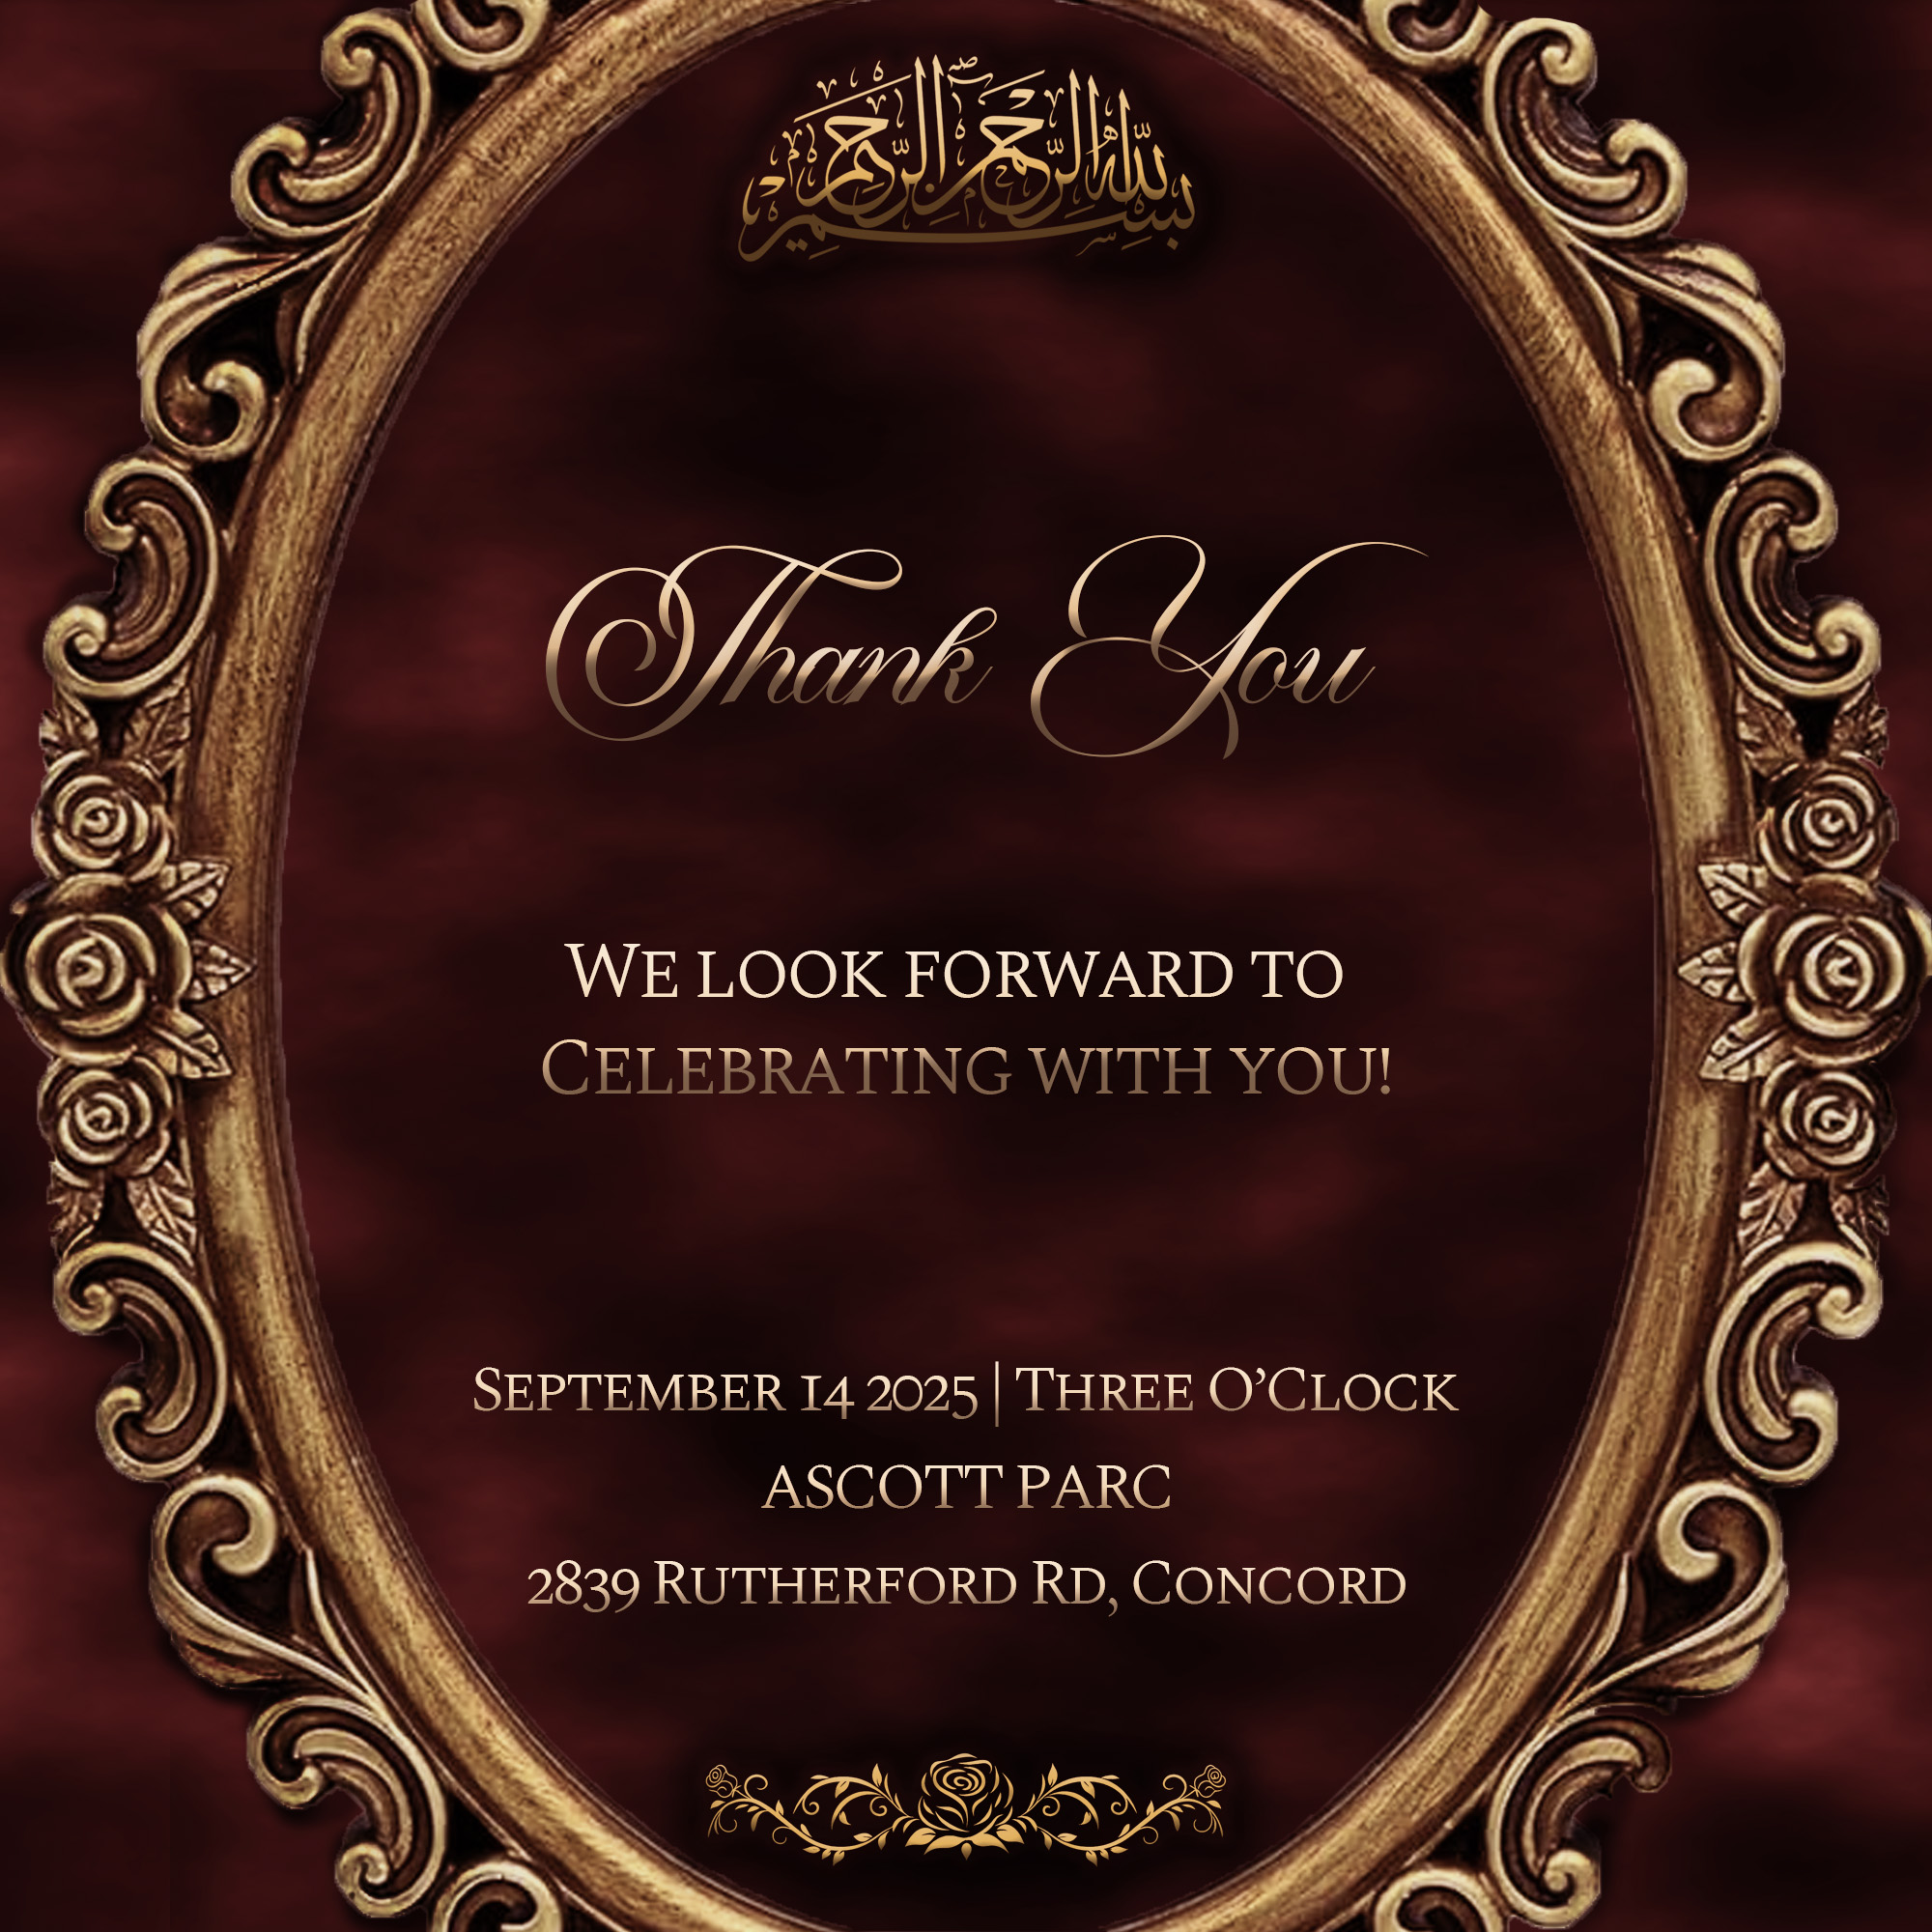 بسم الله الرحمن الرحيم
Thank You
WE LOOK FORWARD TO
CELEBRATING WITH YOU!
SEPTEMBER 14 2025 | THREE O’CLOCK
ASCOTT PARC
2839 RUTHERFORD RD, CONCORD